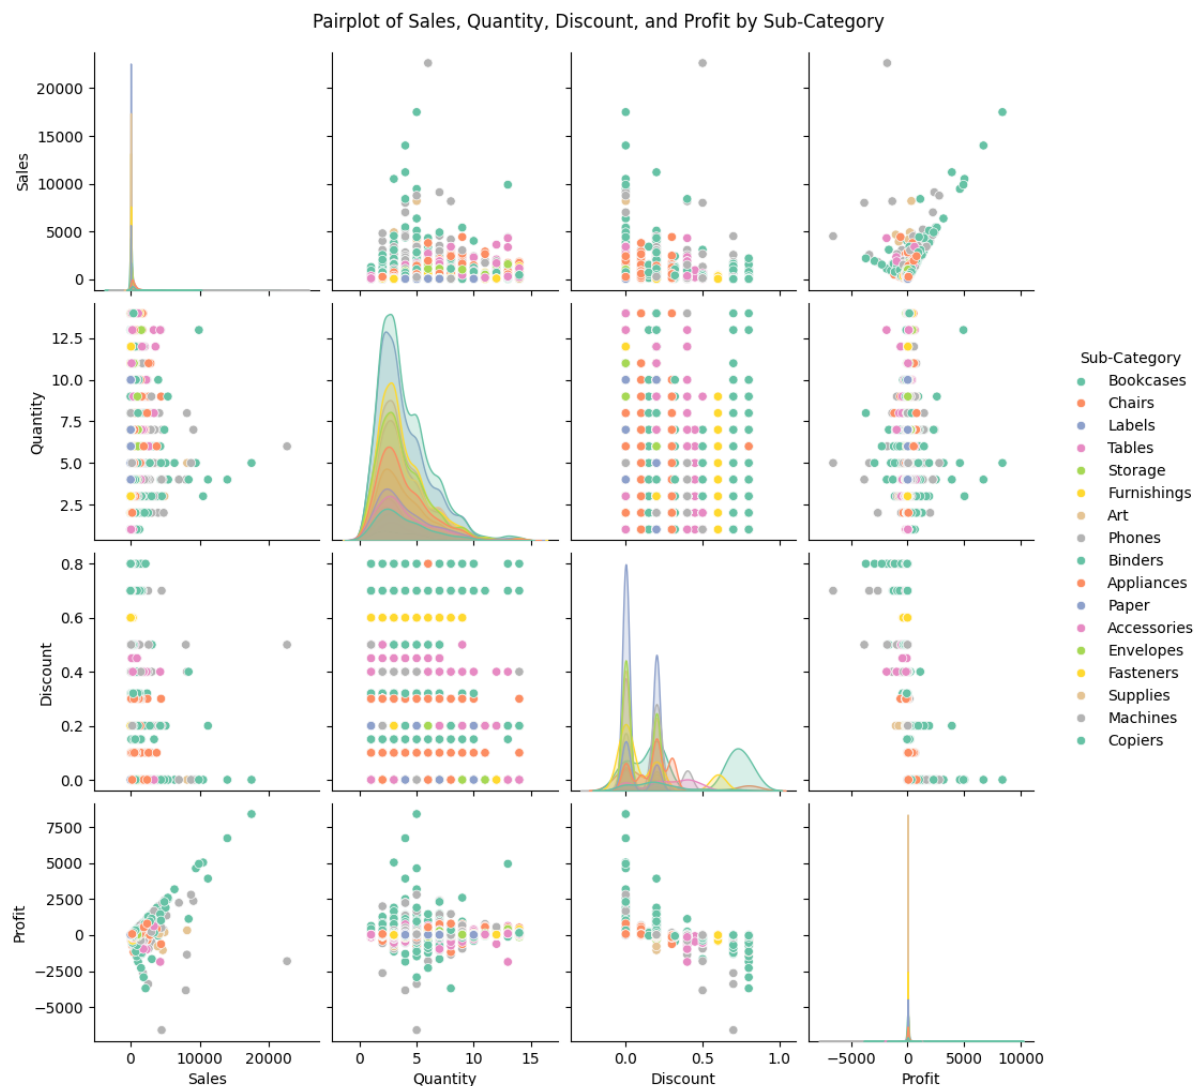 Pairplot of Sales, Quantity, Discount, and Profit by Sub-Category
20000
15000
10000
5000
0
Sales
12.5
10.0
7.5
5.0
2.5
Quantity
0.8
0.6
0.4
0.2
0.0
Discount
7500
5000
2500
0
−2500
−5000
Profit
0 10000 20000
Sales
0 5 10 15
Quantity
0.0 0.5 1.0
Discount
−5000 0 5000 10000
Profit
Sub-Category
Bookcases
Chairs
Labels
Tables
Storage
Furnishings
Art
Phones
Binders
Appliances
Paper
Accessories
Envelopes
Fasteners
Supplies
Machines
Copiers